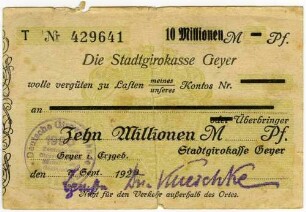 T № 429641 10 Millionen M — Pf.
Die Stadtgirokasse Geyer
wolle vergüten zu Lasten meines
unseres Kontos Nr.
an
oder Überbringer
Zehn Millionen M Pf.
Geyer i. Erzgeb. Stadtgirokasse Geyer
den Sept. 192
Nicht für den Verkehr außerhalb des Ortes.